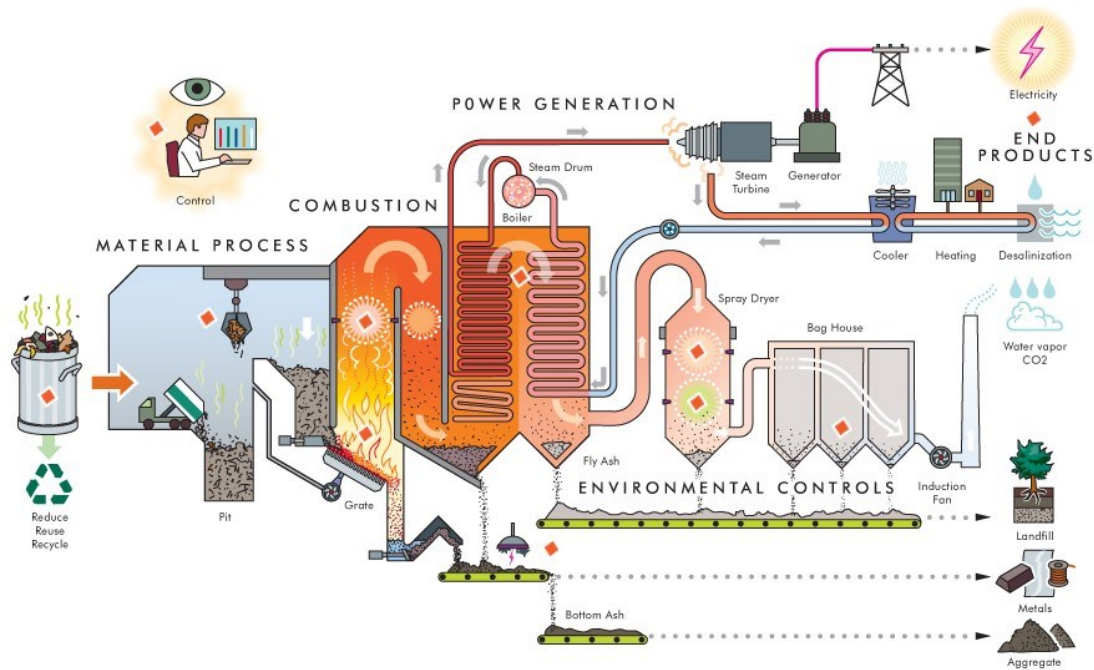 Electricity
END
PRODUCTS
POWER GENERATION
Steam
Turbine
Generator
Steam Drum
Boiler
Control
COMBUSTION
MATERIAL PROCESS
Cooler
Heating
Desalinization
Spray Dryer
Bag House
Water vapor
CO2
Reduce
Reuse
Recycle
Pit
Grate
Fly Ash
ENVIRONMENTAL CONTROLS
Induction
Fan
Landfill
Metals
Bottom Ash
Aggregate